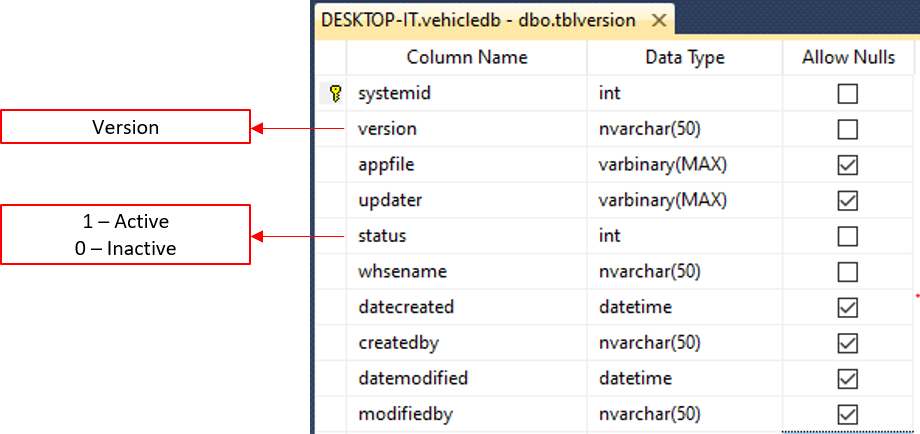 DESKTOP-IT.vehicledb - dbo.tblversion
Column Name Data Type Allow Nulls
systemid int
Version
version nvarchar(50)
appfile varbinary(MAX)
updater varbinary(MAX)
1 – Active
0 – Inactive
status int
whsename nvarchar(50)
datecreated datetime
createdby nvarchar(50)
datemodified datetime
modifiedby nvarchar(50)